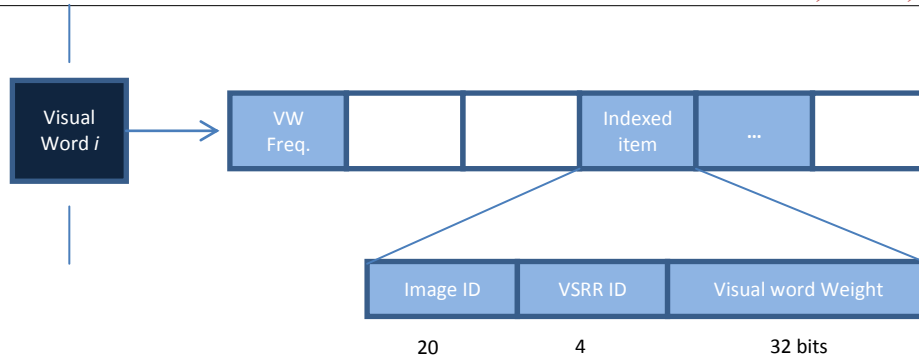 Visual
Word i
VW
Freq.
Indexed
item
...
Image ID
VSRR ID
Visual word Weight
20
4
32 bits